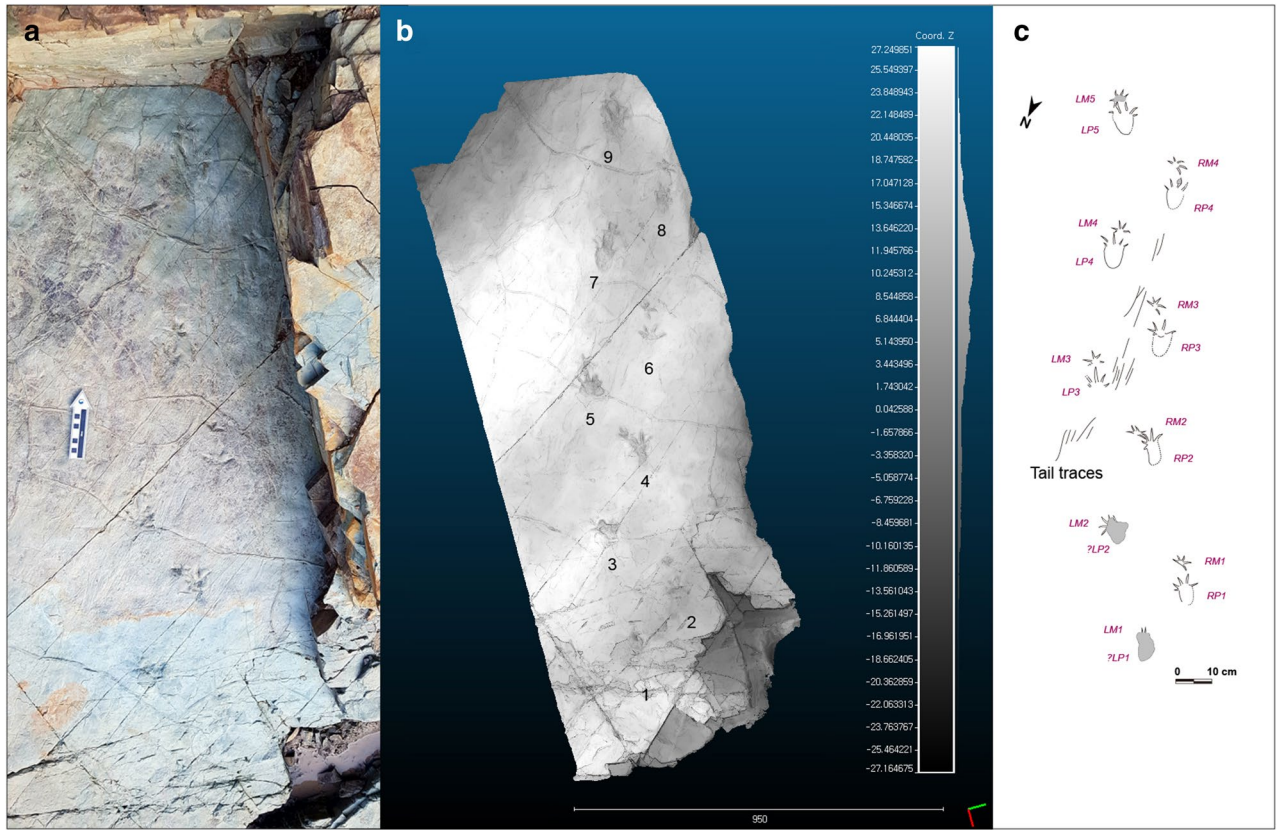 a
b
Coord. Z
27.249851
25.549397
23.848943
22.148489
20.448035
18.747582
17.047128
15.346674
13.646220
11.945766
10.245312
8.544858
6.844404
5.143950
3.443496
1.743042
0.042588
-1.657866
-3.358320
-5.058774
-6.759228
-8.459681
-10.160135
-11.860589
-13.561043
-15.261497
-16.961951
-18.662405
-20.362859
-22.063313
-23.763767
-25.464221
-27.164675
9
8
7
6
5
4
3
2
1
950
c
N
LM5
LP5
RM4
RP4
LM4
LP4
RM3
RP3
LM3
LP3
RM2
RP2
Tail traces
LM2
?LP2
RM1
RP1
LM1
?LP1
0 10 cm